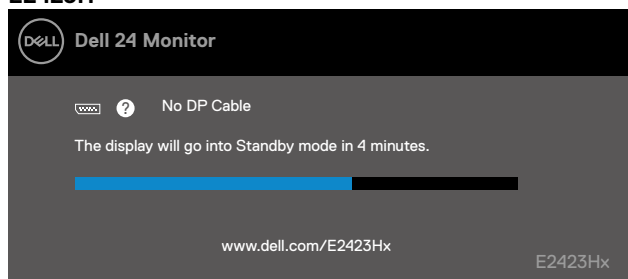 DELL Dell 24 Monitor
? No DP Cable
The display will go into Standby mode in 4 minutes.
www.dell.com/E2423Hx
E2423Hx